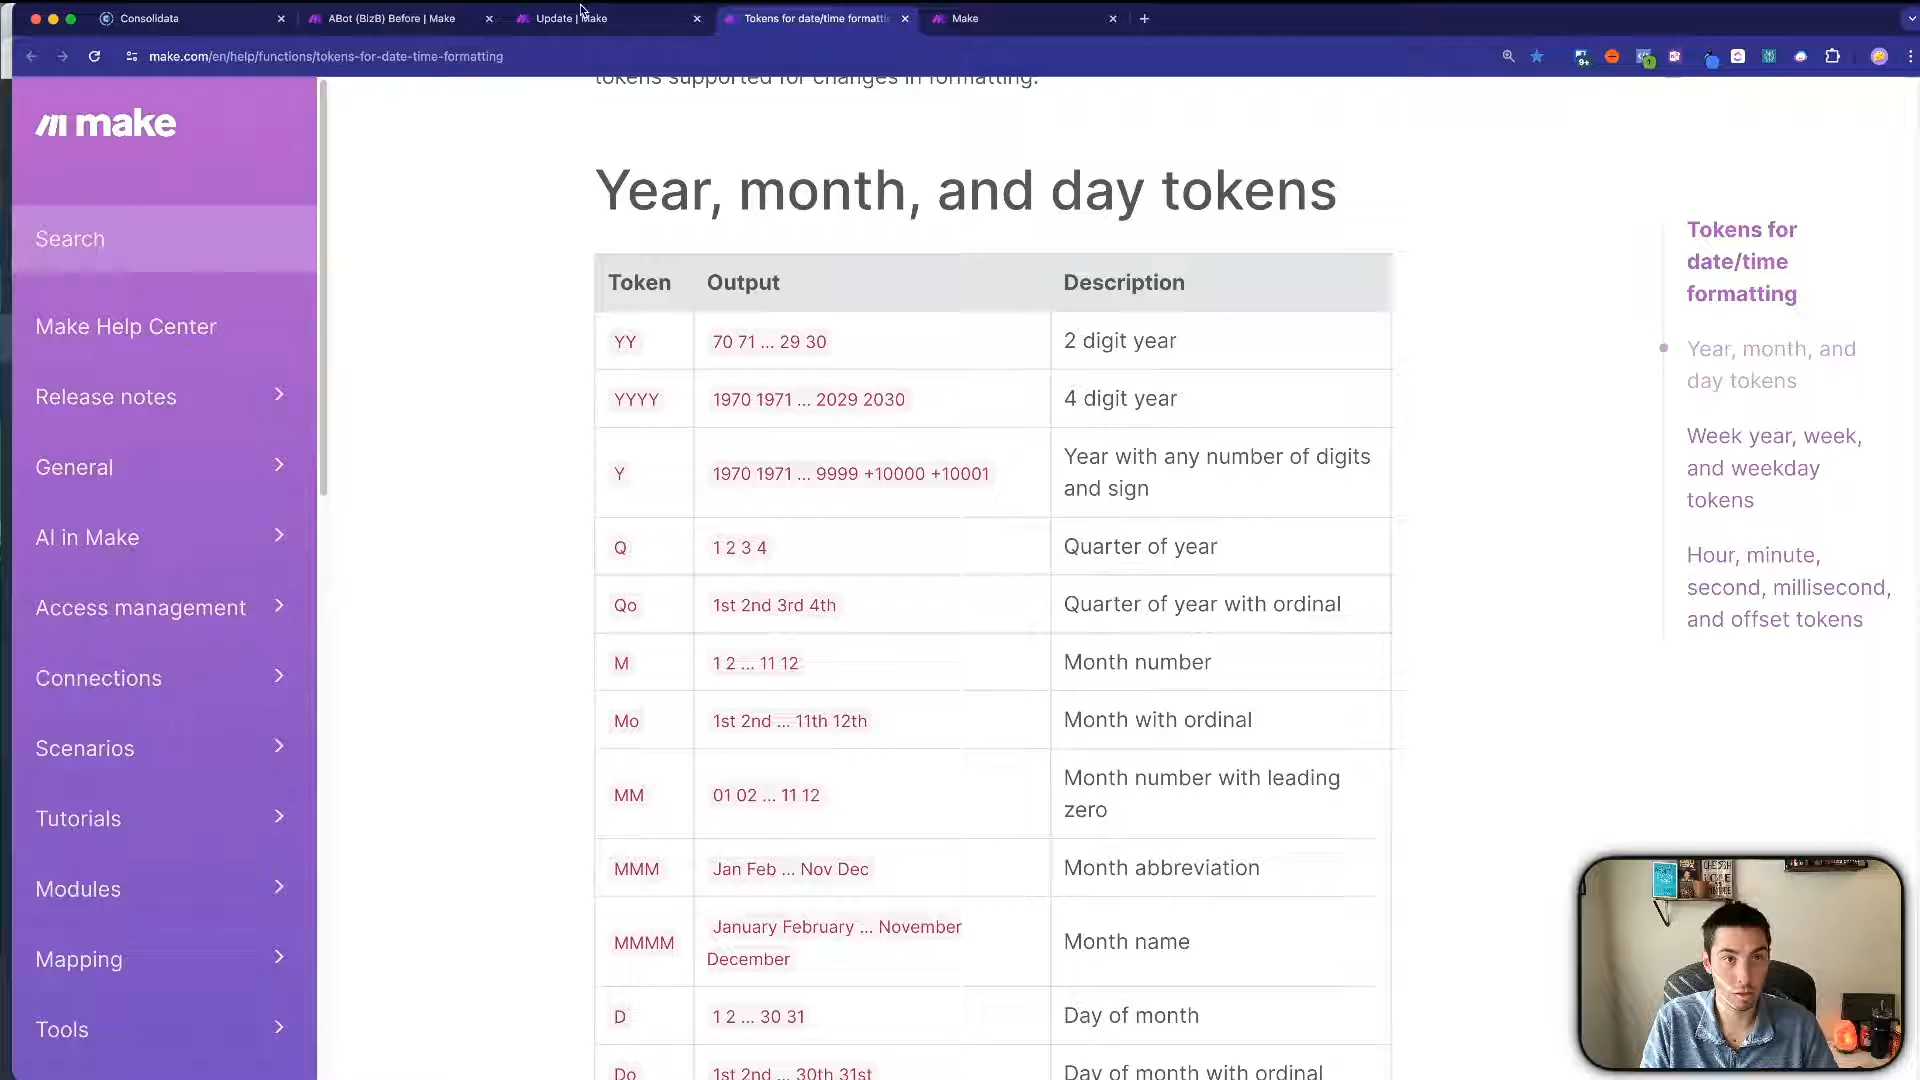 Consolidata
ABot (BizB) Before | Make
Update | Make
Tokens for date/time formatti
Make
make.com/en/help/functions/tokens-for-date-time-formatting
9+
1
make
Search
Make Help Center
Release notes
General
AI in Make
Access management
Connections
Scenarios
Tutorials
Modules
Mapping
Tools
tokens supported for changes in formatting.
Year, month, and day tokens
Token Output Description
YY 70 71 ... 29 30 2 digit year
YYYY 1970 1971 ... 2029 2030 4 digit year
Y 1970 1971 ... 9999 +10000 +10001 Year with any number of digits
and sign
Q 1 2 3 4 Quarter of year
Qo 1st 2nd 3rd 4th Quarter of year with ordinal
M 1 2 ... 11 12 Month number
Mo 1st 2nd ... 11th 12th Month with ordinal
MM 01 02 ... 11 12 Month number with leading
zero
MMM Jan Feb ... Nov Dec Month abbreviation
MMMM January February ... November
December Month name
D 1 2 ... 30 31 Day of month
Do 1st 2nd ... 30th 31st Day of month with ordinal
Tokens for
date/time
formatting
Year, month, and
day tokens
Week year, week,
and weekday
tokens
Hour, minute,
second, millisecond,
and offset tokens